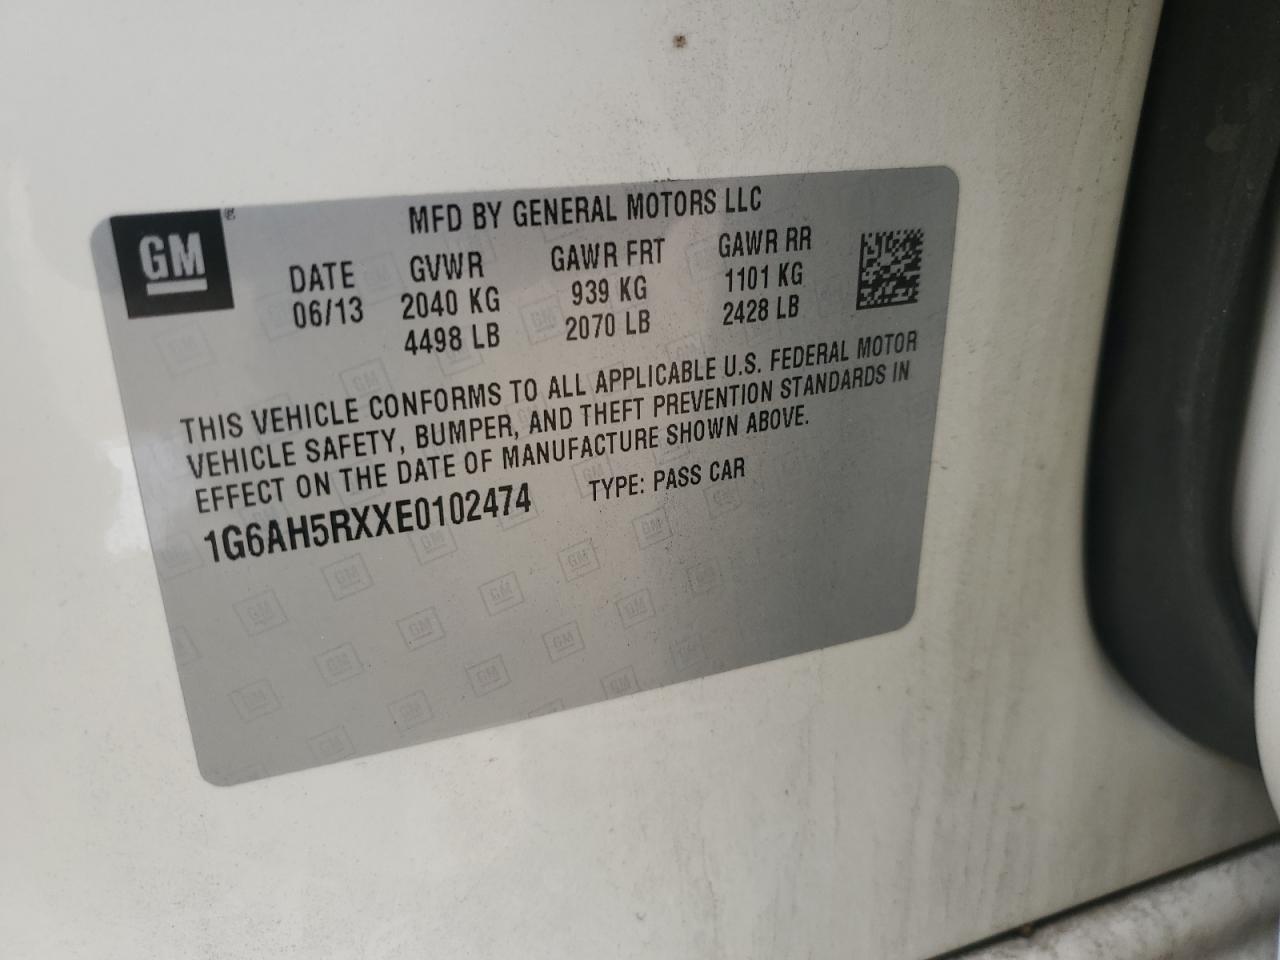 GM
MFD BY GENERAL MOTORS LLC
DATE GVWR GAWR FRT GAWR RR
06/13 2040 KG 939 KG 1101 KG
4498 LB 2070 LB 2428 LB
THIS VEHICLE CONFORMS TO ALL APPLICABLE U.S. FEDERAL MOTOR
VEHICLE SAFETY, BUMPER, AND THEFT PREVENTION STANDARDS IN
EFFECT ON THE DATE OF MANUFACTURE SHOWN ABOVE.
1G6AH5RXXE0102474 TYPE: PASS CAR